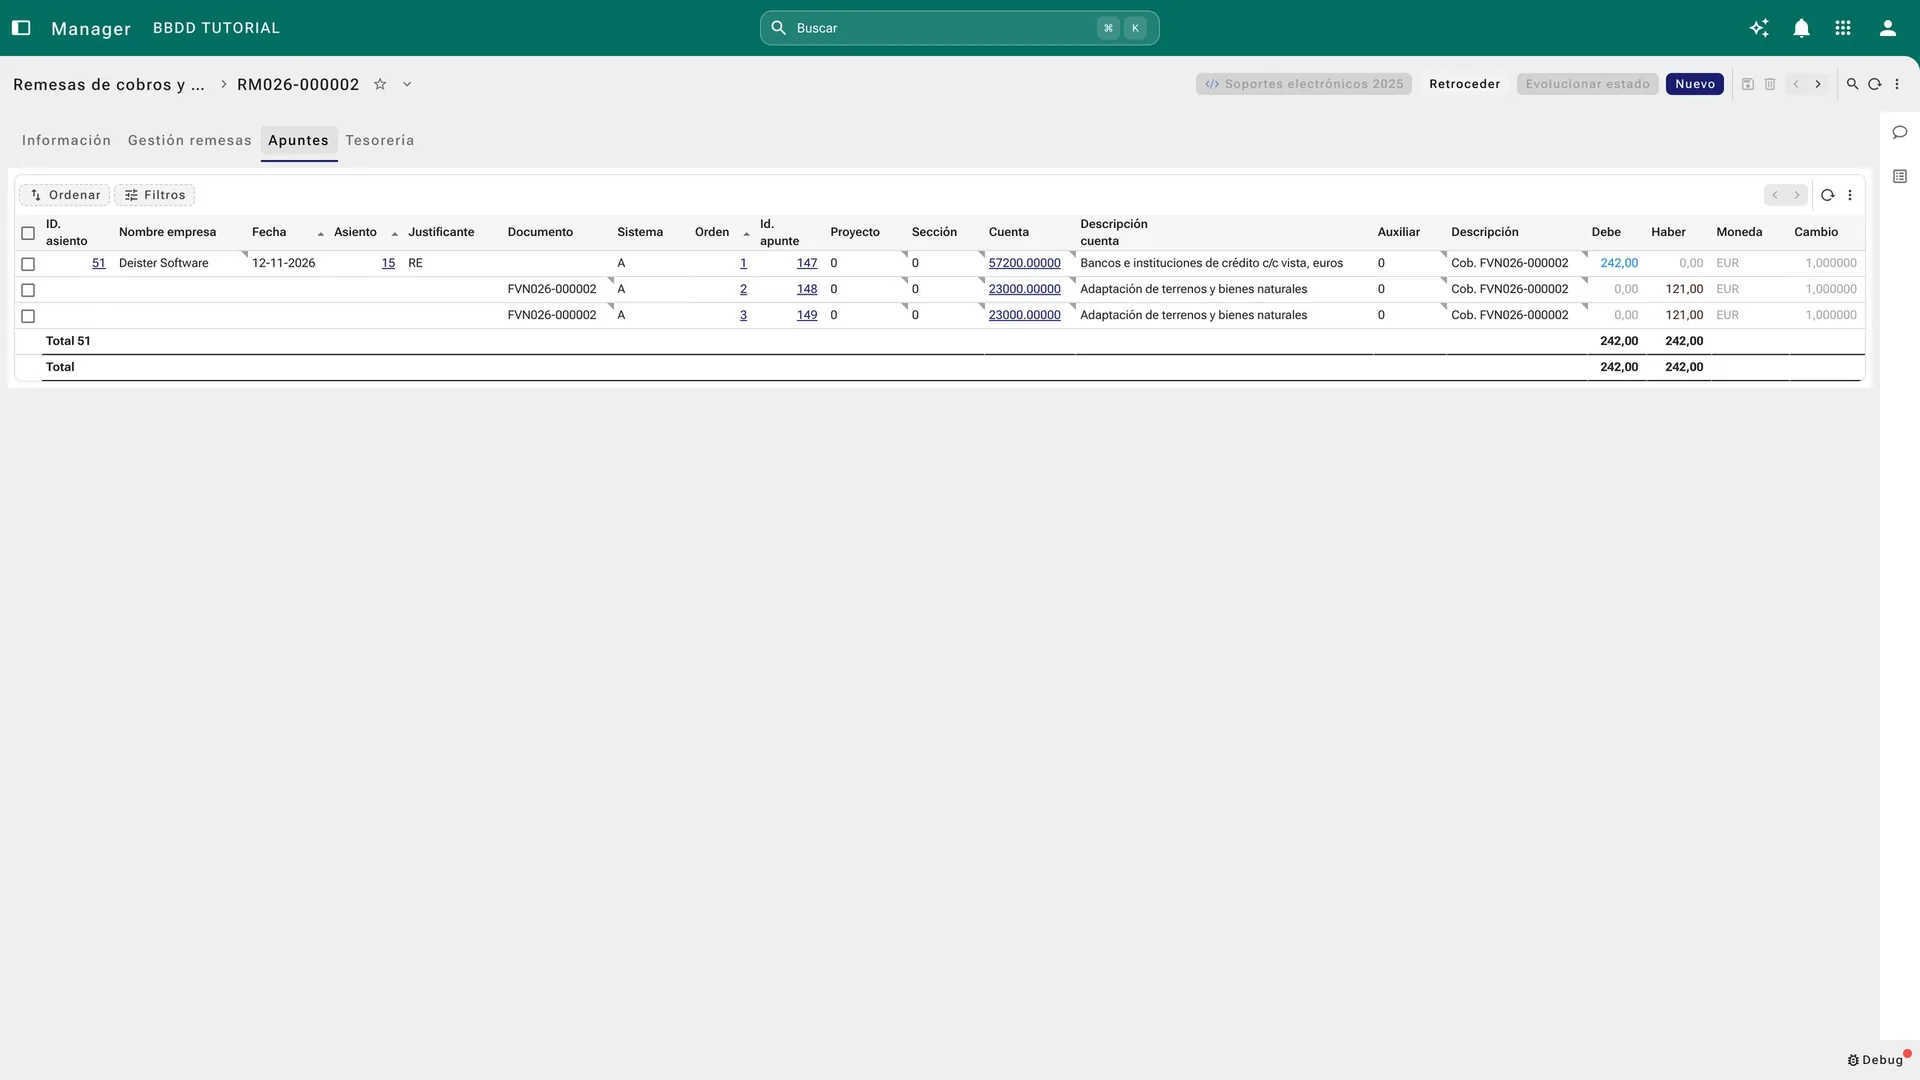 Manager BBDD TUTORIAL Buscar ⌘ K
Remesas de cobros y ... > RM026-000002 </> Soportes electrónicos 2025 Retroceder Evolucionar estado Nuevo
Información Gestión remesas Apuntes Tesorería
Ordenar Filtros
ID. asiento Nombre empresa Fecha Asiento Justificante Documento Sistema Orden Id. apunte Proyecto Sección Cuenta Descripción cuenta Auxiliar Descripción Debe Haber Moneda Cambio
51 Deister Software 12-11-2026 15 RE A 1 147 0 0 57200.00000 Bancos e instituciones de crédito c/c vista, euros 0 Cob. FVN026-000002 242,00 0,00 EUR 1,000000
FVN026-000002 A 2 148 0 0 23000.00000 Adaptación de terrenos y bienes naturales 0 Cob. FVN026-000002 0,00 121,00 EUR 1,000000
FVN026-000002 A 3 149 0 0 23000.00000 Adaptación de terrenos y bienes naturales 0 Cob. FVN026-000002 0,00 121,00 EUR 1,000000
Total 51 242,00 242,00
Total 242,00 242,00
Debug